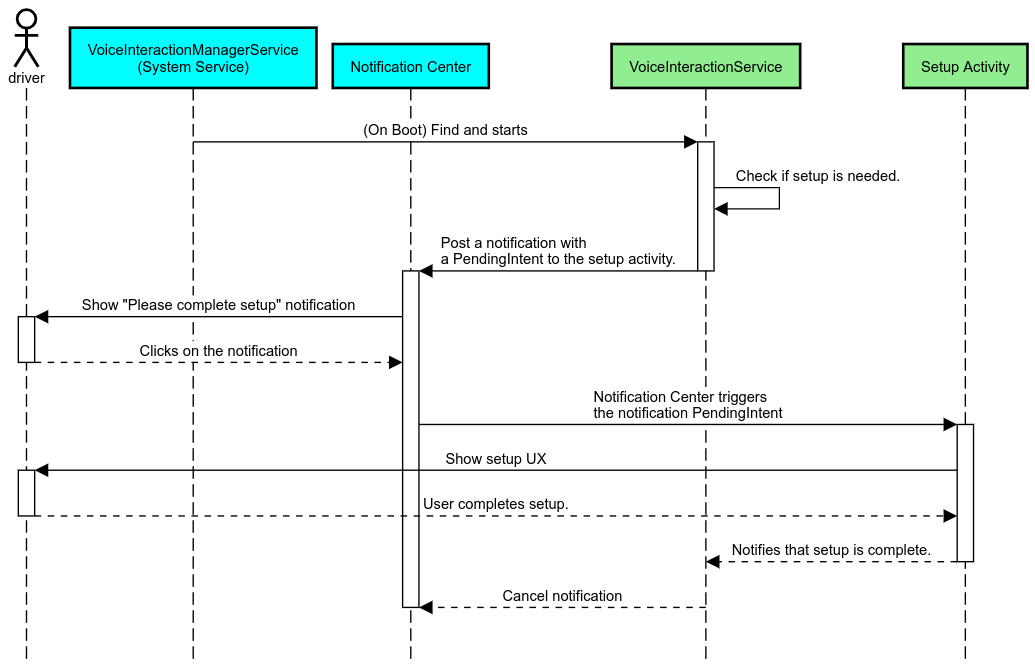 driver
VoiceInteractionManagerService
(System Service)
Notification Center
VoiceInteractionService
Setup Activity
(On Boot) Find and starts
Check if setup is needed.
Post a notification with
a PendingIntent to the setup activity.
Show "Please complete setup" notification
Clicks on the notification
Notification Center triggers
the notification PendingIntent
Show setup UX
User completes setup.
Notifies that setup is complete.
Cancel notification